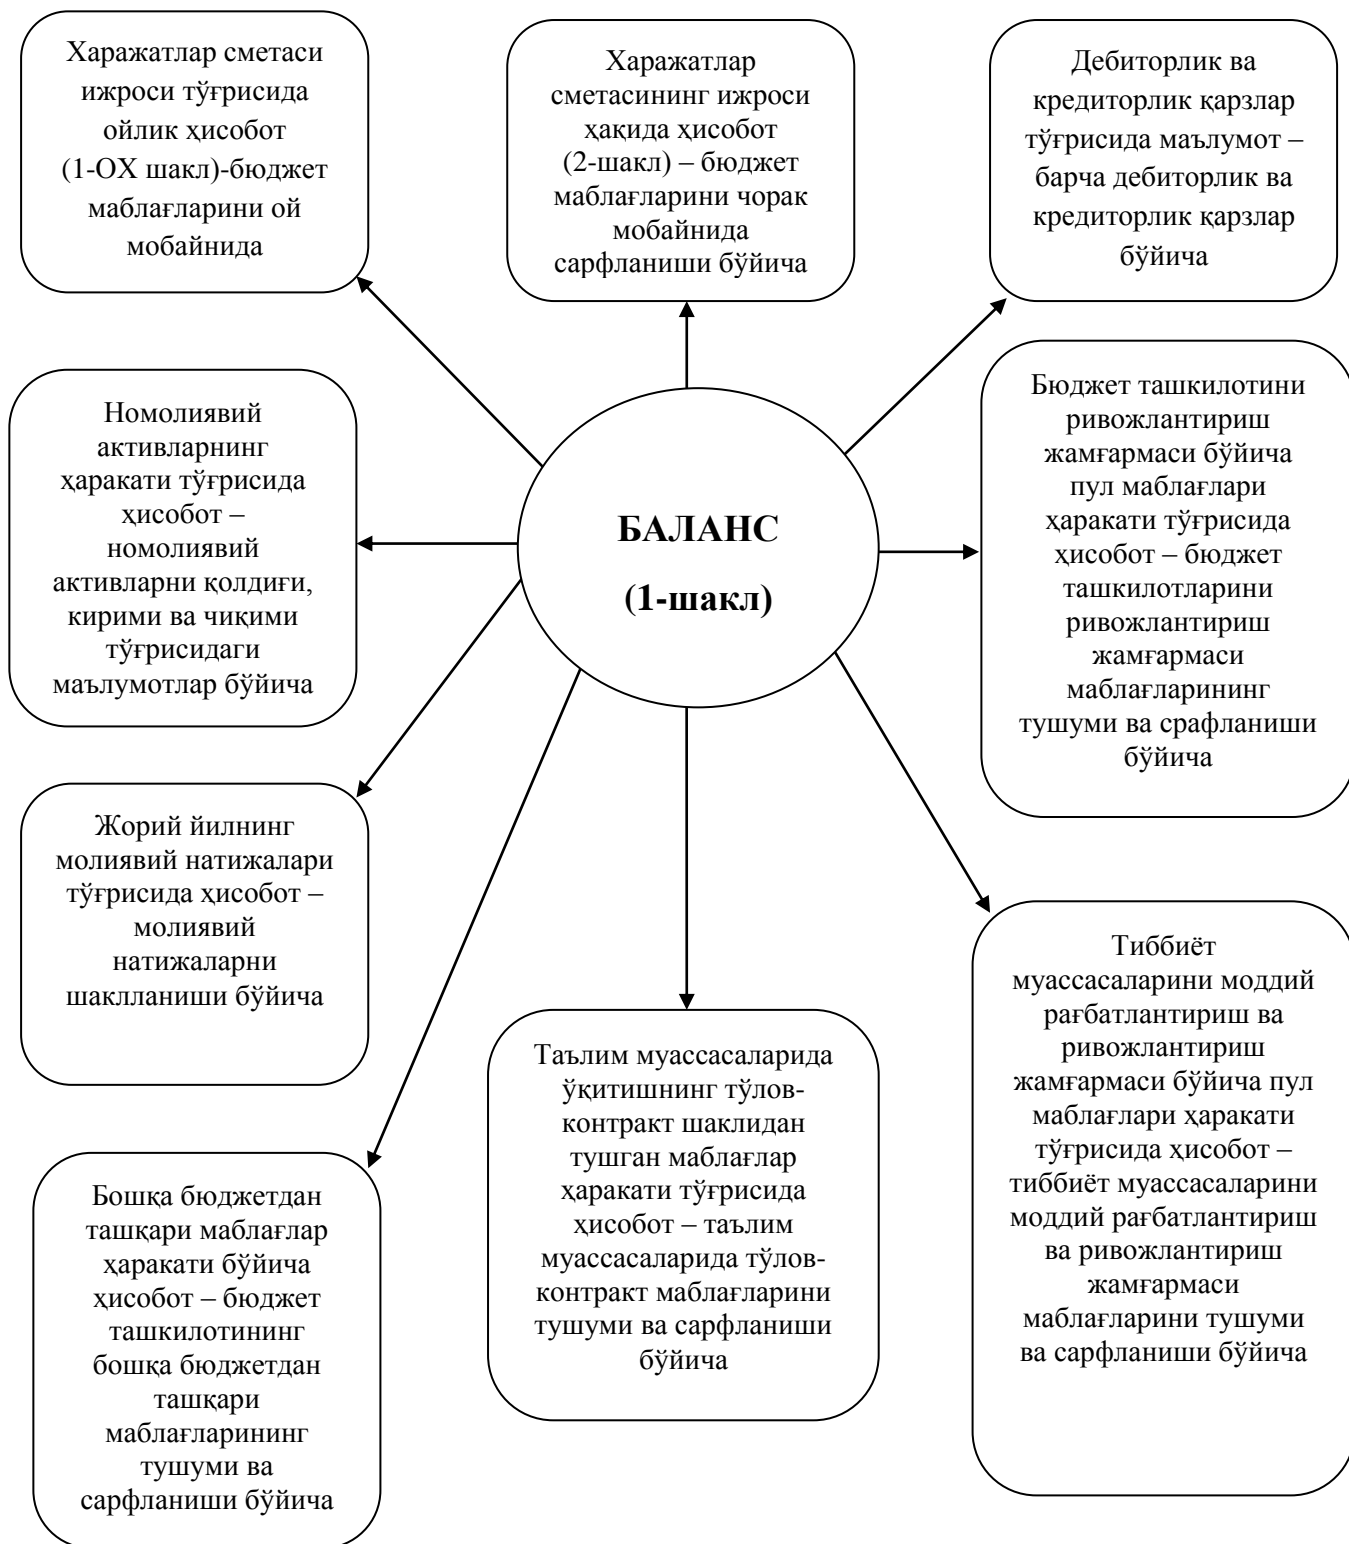 Харажатлар сметаси
ижроси тўғрисида
ойлик ҳисобот
(1-ОХ шакл)-бюджет
маблағларини ой
мобайнида
Харажатлар
сметасининг ижроси
ҳақида ҳисобот
(2-шакл) – бюджет
маблағларини чорак
мобайнида
сарфланиши бўйича
Дебиторлик ва
кредиторлик қарзлар
тўғрисида маълумот –
барча дебиторлик ва
кредиторлик қарзлар
бўйича
Номолиявий
активларнинг
ҳаракати тўғрисида
ҳисобот –
номолиявий
активларни қолдиғи,
кирими ва чиқими
тўғрисидаги
маълумотлар бўйича
БАЛАНС
(1-шакл)
Бюджет ташкилотини
ривожлантириш
жамғармаси бўйича
пул маблағлари
ҳаракати тўғрисида
ҳисобот – бюджет
ташкилотларини
ривожлантириш
жамғармаси
маблағларининг
тушуми ва срафланиши
бўйича
Жорий йилнинг
молиявий натижалари
тўғрисида ҳисобот –
молиявий
натижаларни
шаклланиши бўйича
Бошқа бюджетдан
ташқари маблағлар
ҳаракати бўйича
ҳисобот – бюджет
ташкилотининг
бошқа бюджетдан
ташқари
маблағларининг
тушуми ва
сарфланиши бўйича
Таълим муассасаларида
ўқитишнинг тўлов-
контракт шаклидан
тушган маблағлар
ҳаракати тўғрисида
ҳисобот – таълим
муассасаларида тўлов-
контракт маблағларини
тушуми ва сарфланиши
бўйича
Тиббиёт
муассасаларини моддий
рағбатлантириш ва
ривожлантириш
жамғармаси бўйича пул
маблағлари ҳаракати
тўғрисида ҳисобот –
тиббиёт муассасаларини
моддий рағбатлантириш
ва ривожлантириш
жамғармаси
маблағларини тушуми
ва сарфланиши бўйича